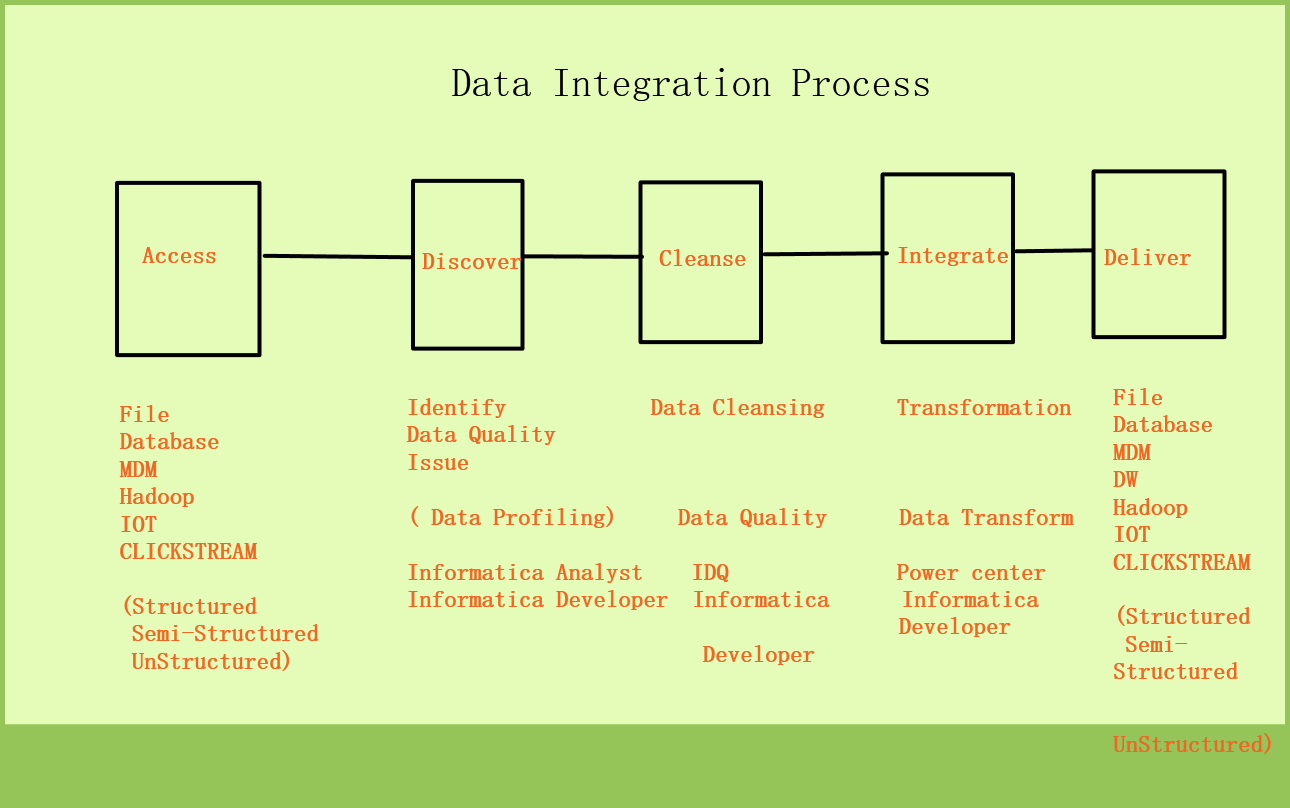 Data Integration Process
Access
Discover
Cleanse
Integrate
Deliver
File
Database
MDM
Hadoop
IOT
CLICKSTREAM
(Structured
Semi-Structured
UnStructured)
Identify
Data Quality
Issue
( Data Profiling)
Informatica Analyst
Informatica Developer
Data Cleansing
Data Quality
IDQ
Informatica
Developer
Transformation
Data Transform
Power center
Informatica
Developer
File
Database
MDM
DW
Hadoop
IOT
CLICKSTREAM
(Structured
Semi-
Structured
UnStructured)